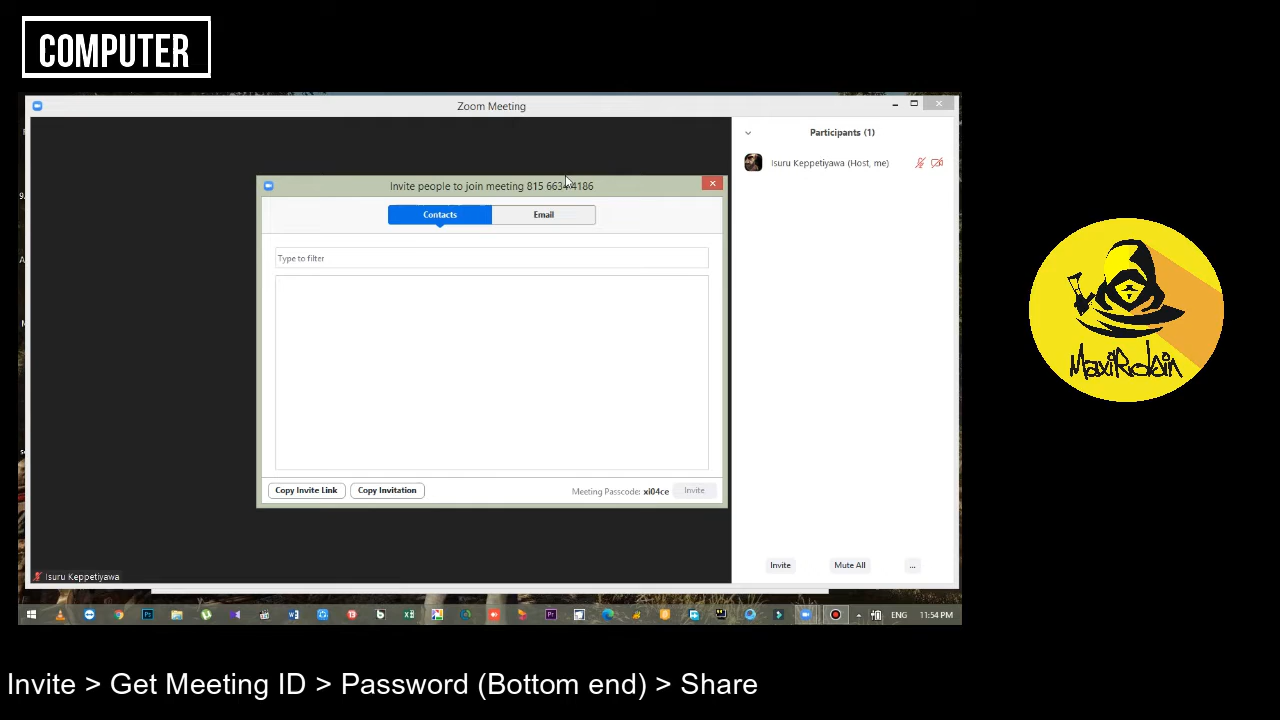 COMPUTER
Zoom Meeting
Participants (1)
Isuru Keppetiyawa (Host, me)
Invite people to join meeting 815 6634 4186
Contacts
Email
Type to filter
Copy Invite Link
Copy Invitation
Meeting Passcode: xi04ce
Invite
Invite
Mute All
...
Isuru Keppetiyawa
ENG
11:54 PM
MaxiRobin
Invite > Get Meeting ID > Password (Bottom end) > Share